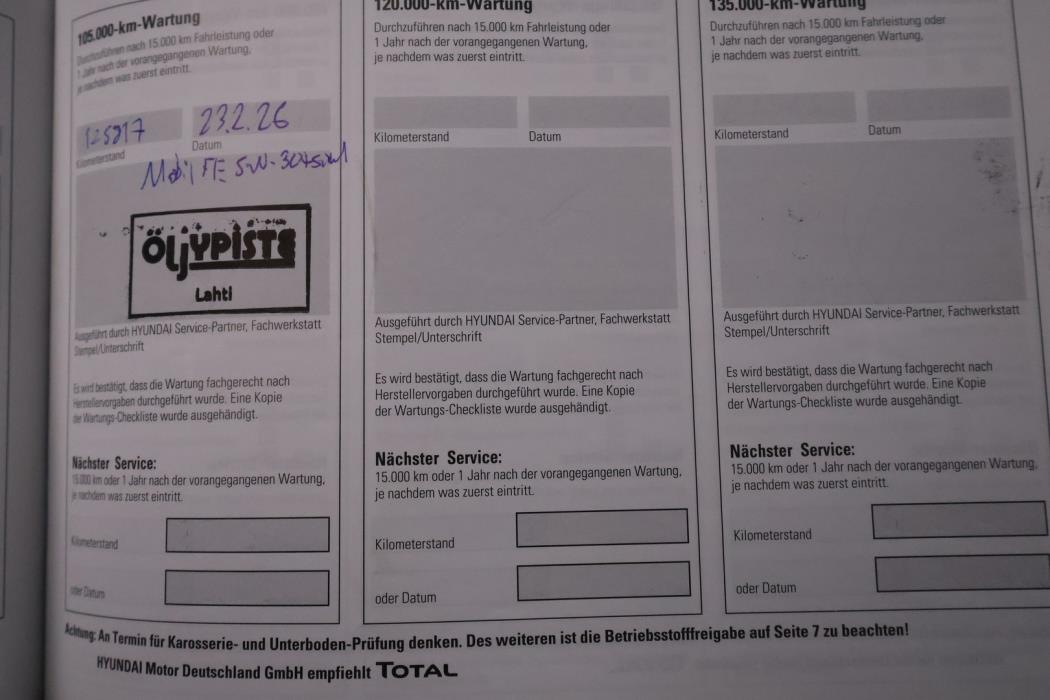 105.000-km-Wartung
Durchzuführen nach 15.000 km Fahrleistung oder
1 Jahr nach der vorangegangenen Wartung,
je nachdem was zuerst eintritt.
125817 23.2.26
Kilometerstand Datum
Mobil FE 5W-30
ÖLJYPISTE
Lahti
Ausgeführt durch HYUNDAI Service-Partner, Fachwerkstatt
Stempel/Unterschrift
Es wird bestätigt, dass die Wartung fachgerecht nach
Herstellervorgaben durchgeführt wurde. Eine Kopie
der Wartungs-Checkliste wurde ausgehändigt.
Nächster Service:
15.000 km oder 1 Jahr nach der vorangegangenen Wartung,
je nachdem was zuerst eintritt.
Kilometerstand
oder Datum
120.000-km-Wartung
Durchzuführen nach 15.000 km Fahrleistung oder
1 Jahr nach der vorangegangenen Wartung,
je nachdem was zuerst eintritt.
Kilometerstand Datum
Ausgeführt durch HYUNDAI Service-Partner, Fachwerkstatt
Stempel/Unterschrift
Es wird bestätigt, dass die Wartung fachgerecht nach
Herstellervorgaben durchgeführt wurde. Eine Kopie
der Wartungs-Checkliste wurde ausgehändigt.
Nächster Service:
15.000 km oder 1 Jahr nach der vorangegangenen Wartung,
je nachdem was zuerst eintritt.
Kilometerstand
oder Datum
135.000-km-Wartung
Durchzuführen nach 15.000 km Fahrleistung oder
1 Jahr nach der vorangegangenen Wartung,
je nachdem was zuerst eintritt.
Kilometerstand Datum
Ausgeführt durch HYUNDAI Service-Partner, Fachwerkstatt
Stempel/Unterschrift
Es wird bestätigt, dass die Wartung fachgerecht nach
Herstellervorgaben durchgeführt wurde. Eine Kopie
der Wartungs-Checkliste wurde ausgehändigt.
Nächster Service:
15.000 km oder 1 Jahr nach der vorangegangenen Wartung,
je nachdem was zuerst eintritt.
Kilometerstand
oder Datum
Achtung: An Termin für Karosserie- und Unterboden-Prüfung denken. Des weiteren ist die Betriebsstofffreigabe auf Seite 7 zu beachten!
HYUNDAI Motor Deutschland GmbH empfiehlt TOTAL